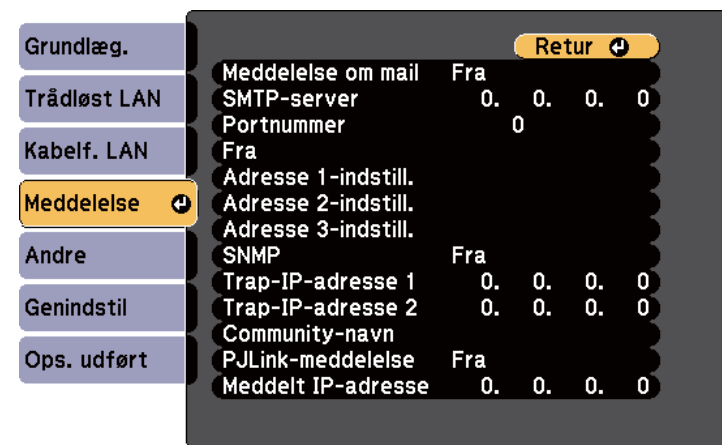 Grundlæg.
Trådløst LAN
Kabelf. LAN
Meddelelse
Andre
Genindstil
Ops. udført
Retur
Meddelelse om mail Fra
SMTP-server 0. 0. 0. 0
Portnummer 0
Fra
Adresse 1-indstill.
Adresse 2-indstill.
Adresse 3-indstill.
SNMP Fra
Trap-IP-adresse 1 0. 0. 0. 0
Trap-IP-adresse 2 0. 0. 0. 0
Community-navn
PJLink-meddelelse Fra
Meddelt IP-adresse 0. 0. 0. 0